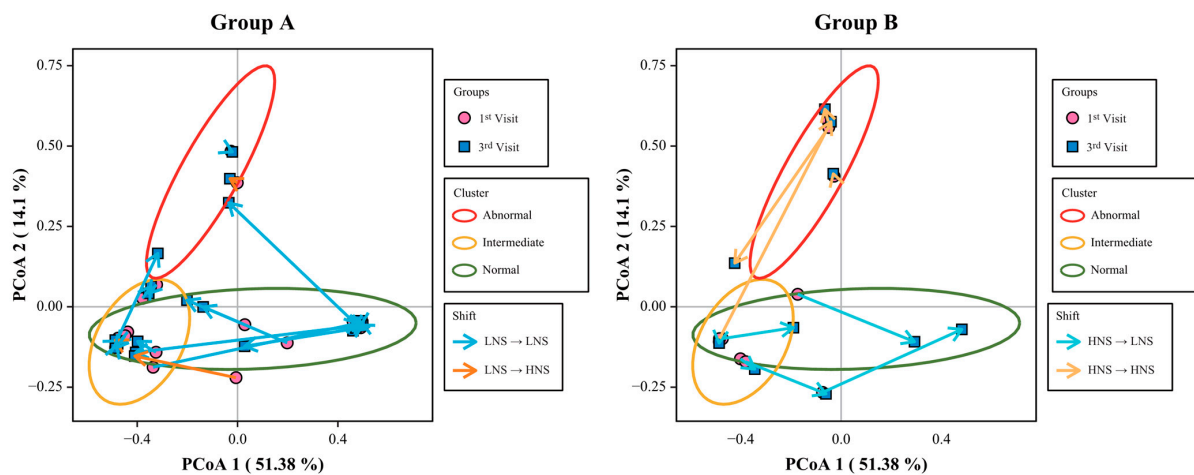 Group A
PCoA 2 ( 14.1 %)
0.75
0.50
0.25
0.00
−0.25
−0.4
0.0
0.4
PCoA 1 ( 51.38 %)
Groups
1st Visit
3rd Visit
Cluster
Abnormal
Intermediate
Normal
Shift
LNS → LNS
LNS → HNS
Group B
PCoA 2 ( 14.1 %)
0.75
0.50
0.25
0.00
−0.25
−0.4
0.0
0.4
PCoA 1 ( 51.38 %)
Groups
1st Visit
3rd Visit
Cluster
Abnormal
Intermediate
Normal
Shift
HNS → LNS
HNS → HNS